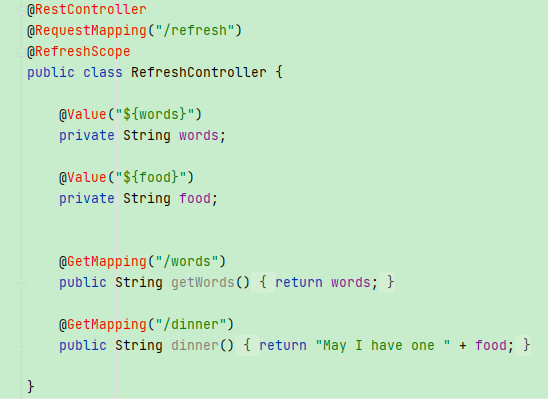 @RestController
@RequestMapping("/refresh")
@RefreshScope
public class RefreshController {
@Value("${words}")
private String words;
@Value("${food}")
private String food;
@GetMapping("/words")
public String getWords() { return words; }
@GetMapping("/dinner")
public String dinner() { return "May I have one " + food; }
}